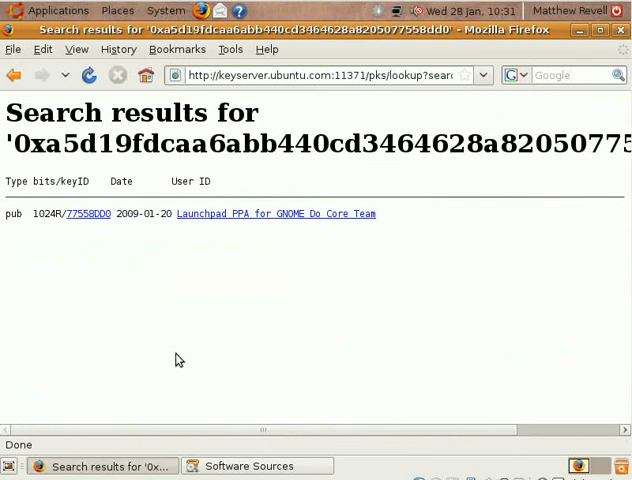 Applications Places System Wed 28 Jan, 10:31 Matthew Revell
Search results for '0xa5d19fdcaa6abb440cd3464628a8205077558dd0' - Mozilla Firefox
File Edit View History Bookmarks Tools Help
http://keyserver.ubuntu.com:11371/pks/lookup?sear G Google
Search results for
'0xa5d19fdcaa6abb440cd3464628a82050775
Type bits/keyID Date User ID
pub 1024R/77558DD0 2009-01-20 Launchpad PPA for GNOME Do Core Team
Done
Search results for '0x... Software Sources